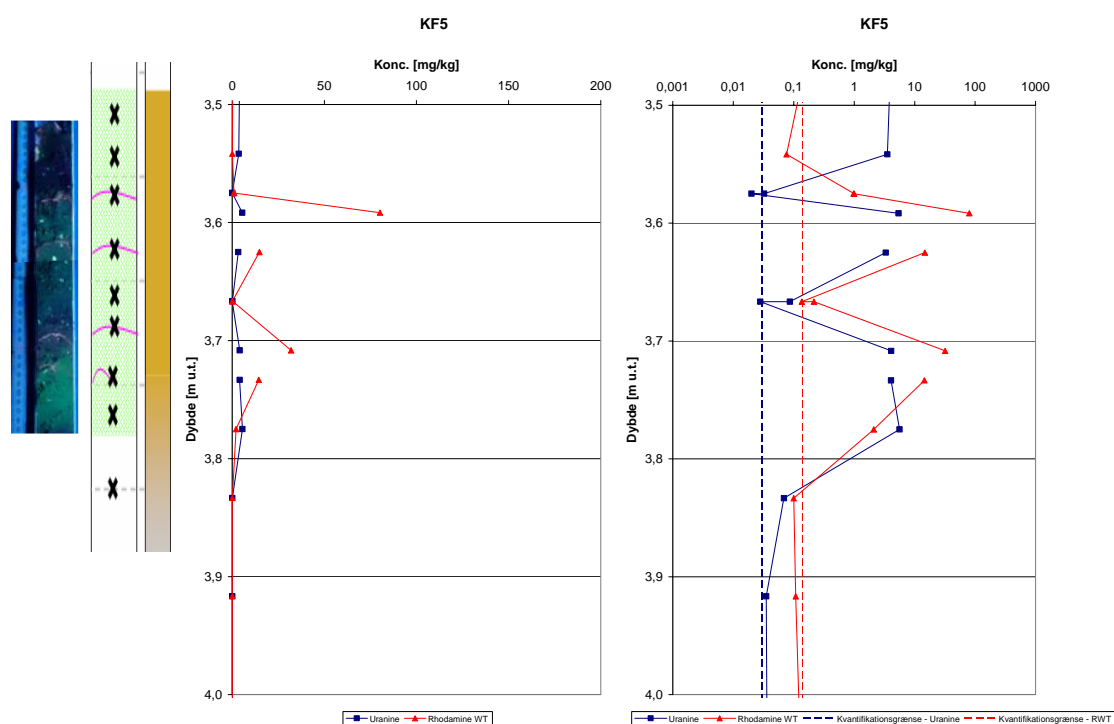 KF5
Konc. [mg/kg]
0 50 100 150 200
3,5
3,6
3,7
3,8
3,9
4,0
Dybde [m u.t.]
Uranine Rhodamine WT
KF5
Konc. [mg/kg]
0,001 0,01 0,1 1 10 100 1000
3,5
3,6
3,7
3,8
3,9
4,0
Dybde [m u.t.]
Uranine Rhodamine WT Kvantifikationsgrænse - Uranine Kvantifikationsgrænse - RWT